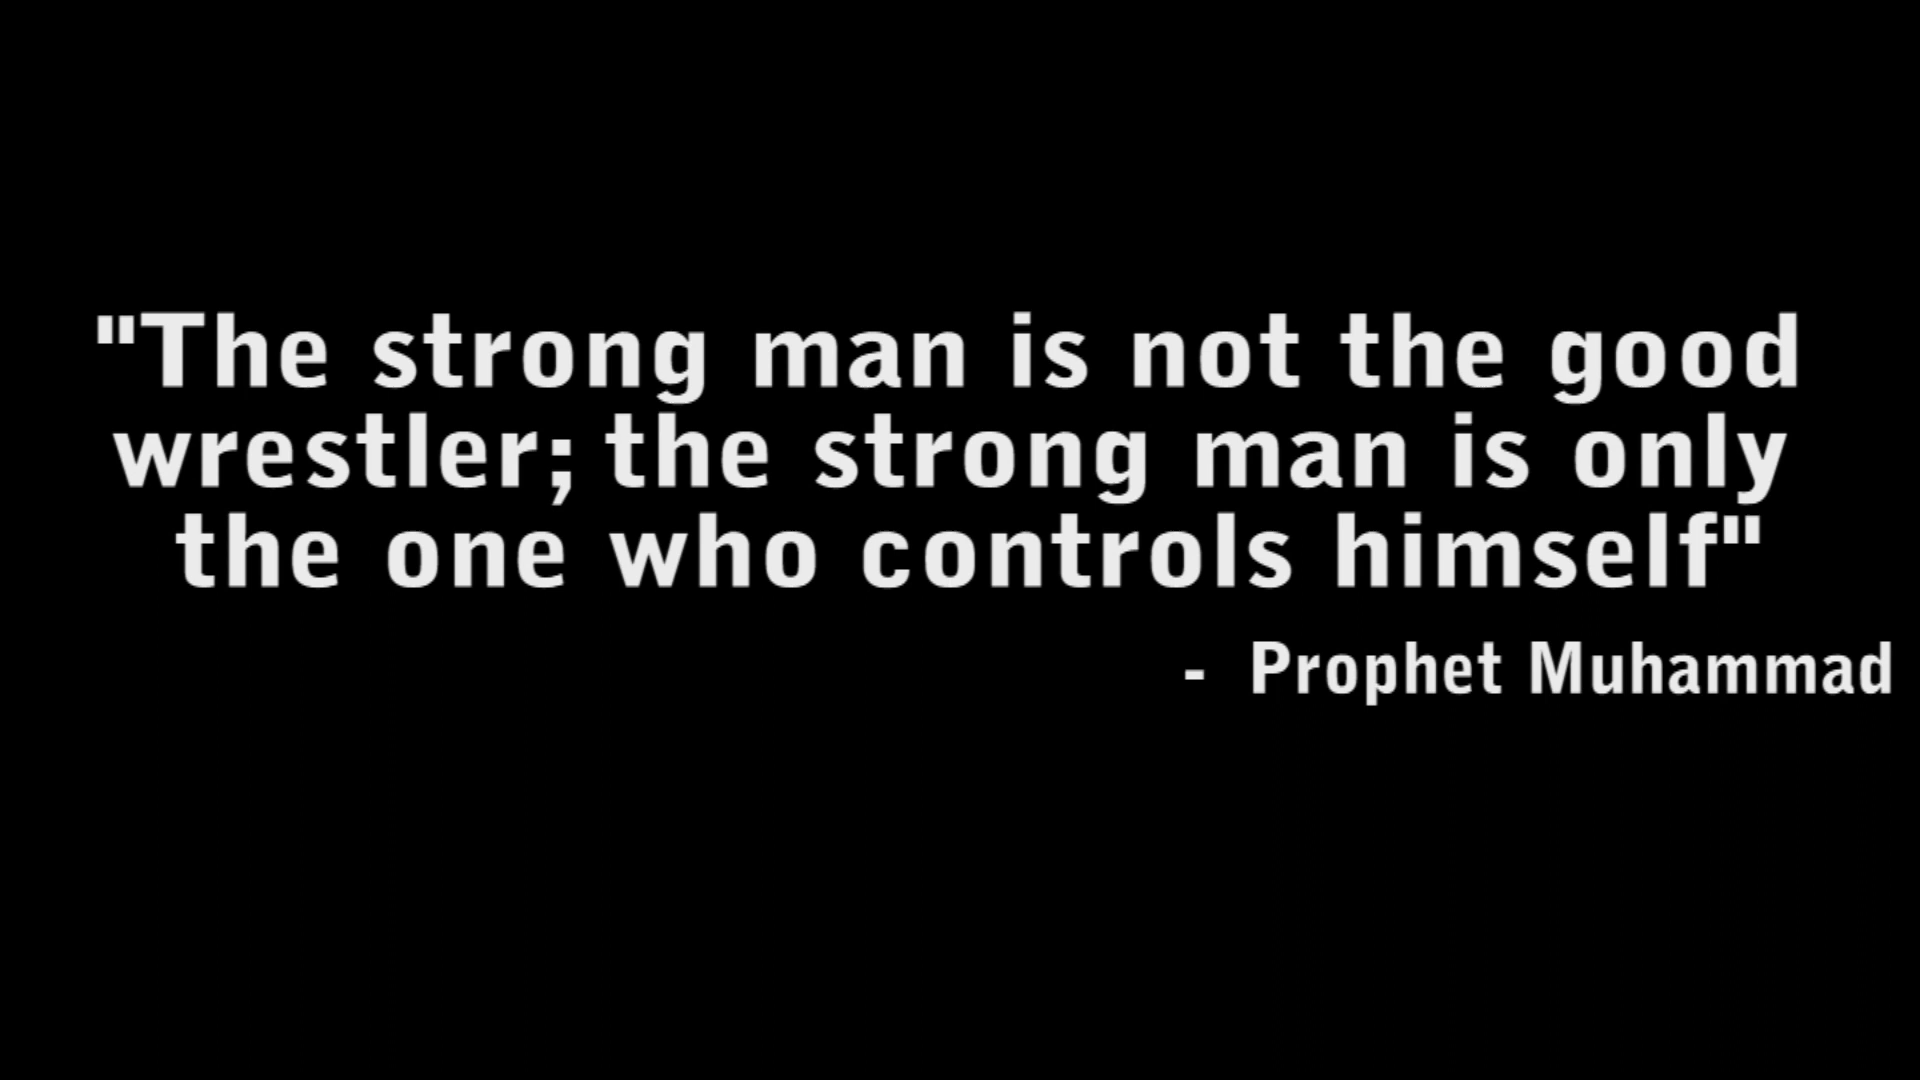 "The strong man is not the good
wrestler; the strong man is only
the one who controls himself"
- Prophet Muhammad